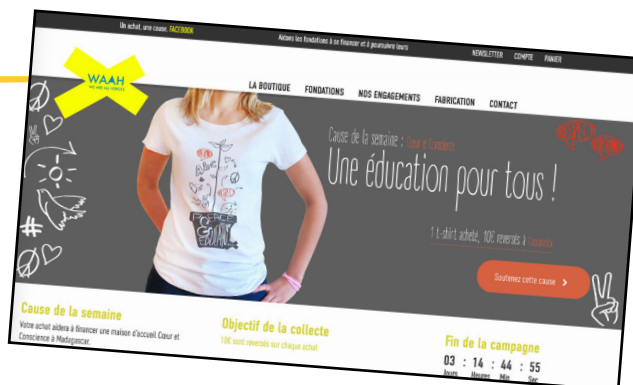 Un achat, une cause. FACEBOOK
Aidons les fondations à se financer et à poursuivre leurs
NEWSLETTER COMPTE PANIER
WAAH
WE ARE ALL HEROES
LA BOUTIQUE FONDATIONS NOS ENGAGEMENTS FABRICATION CONTACT
Cause de la semaine : Cœur et Conscience
Une éducation pour tous !
1 t-shirt acheté, 10€ reversés à
Soutenez cette cause >
PEACE
EQUAL
#
Cause de la semaine
Votre achat aidera à financer une maison d'accueil Cœur et
Conscience à Madagascar.
Objectif de la collecte
10€ sont reversés sur chaque achat
Fin de la campagne
03 : 14 : 44 : 55
Jours Heures Min Sec